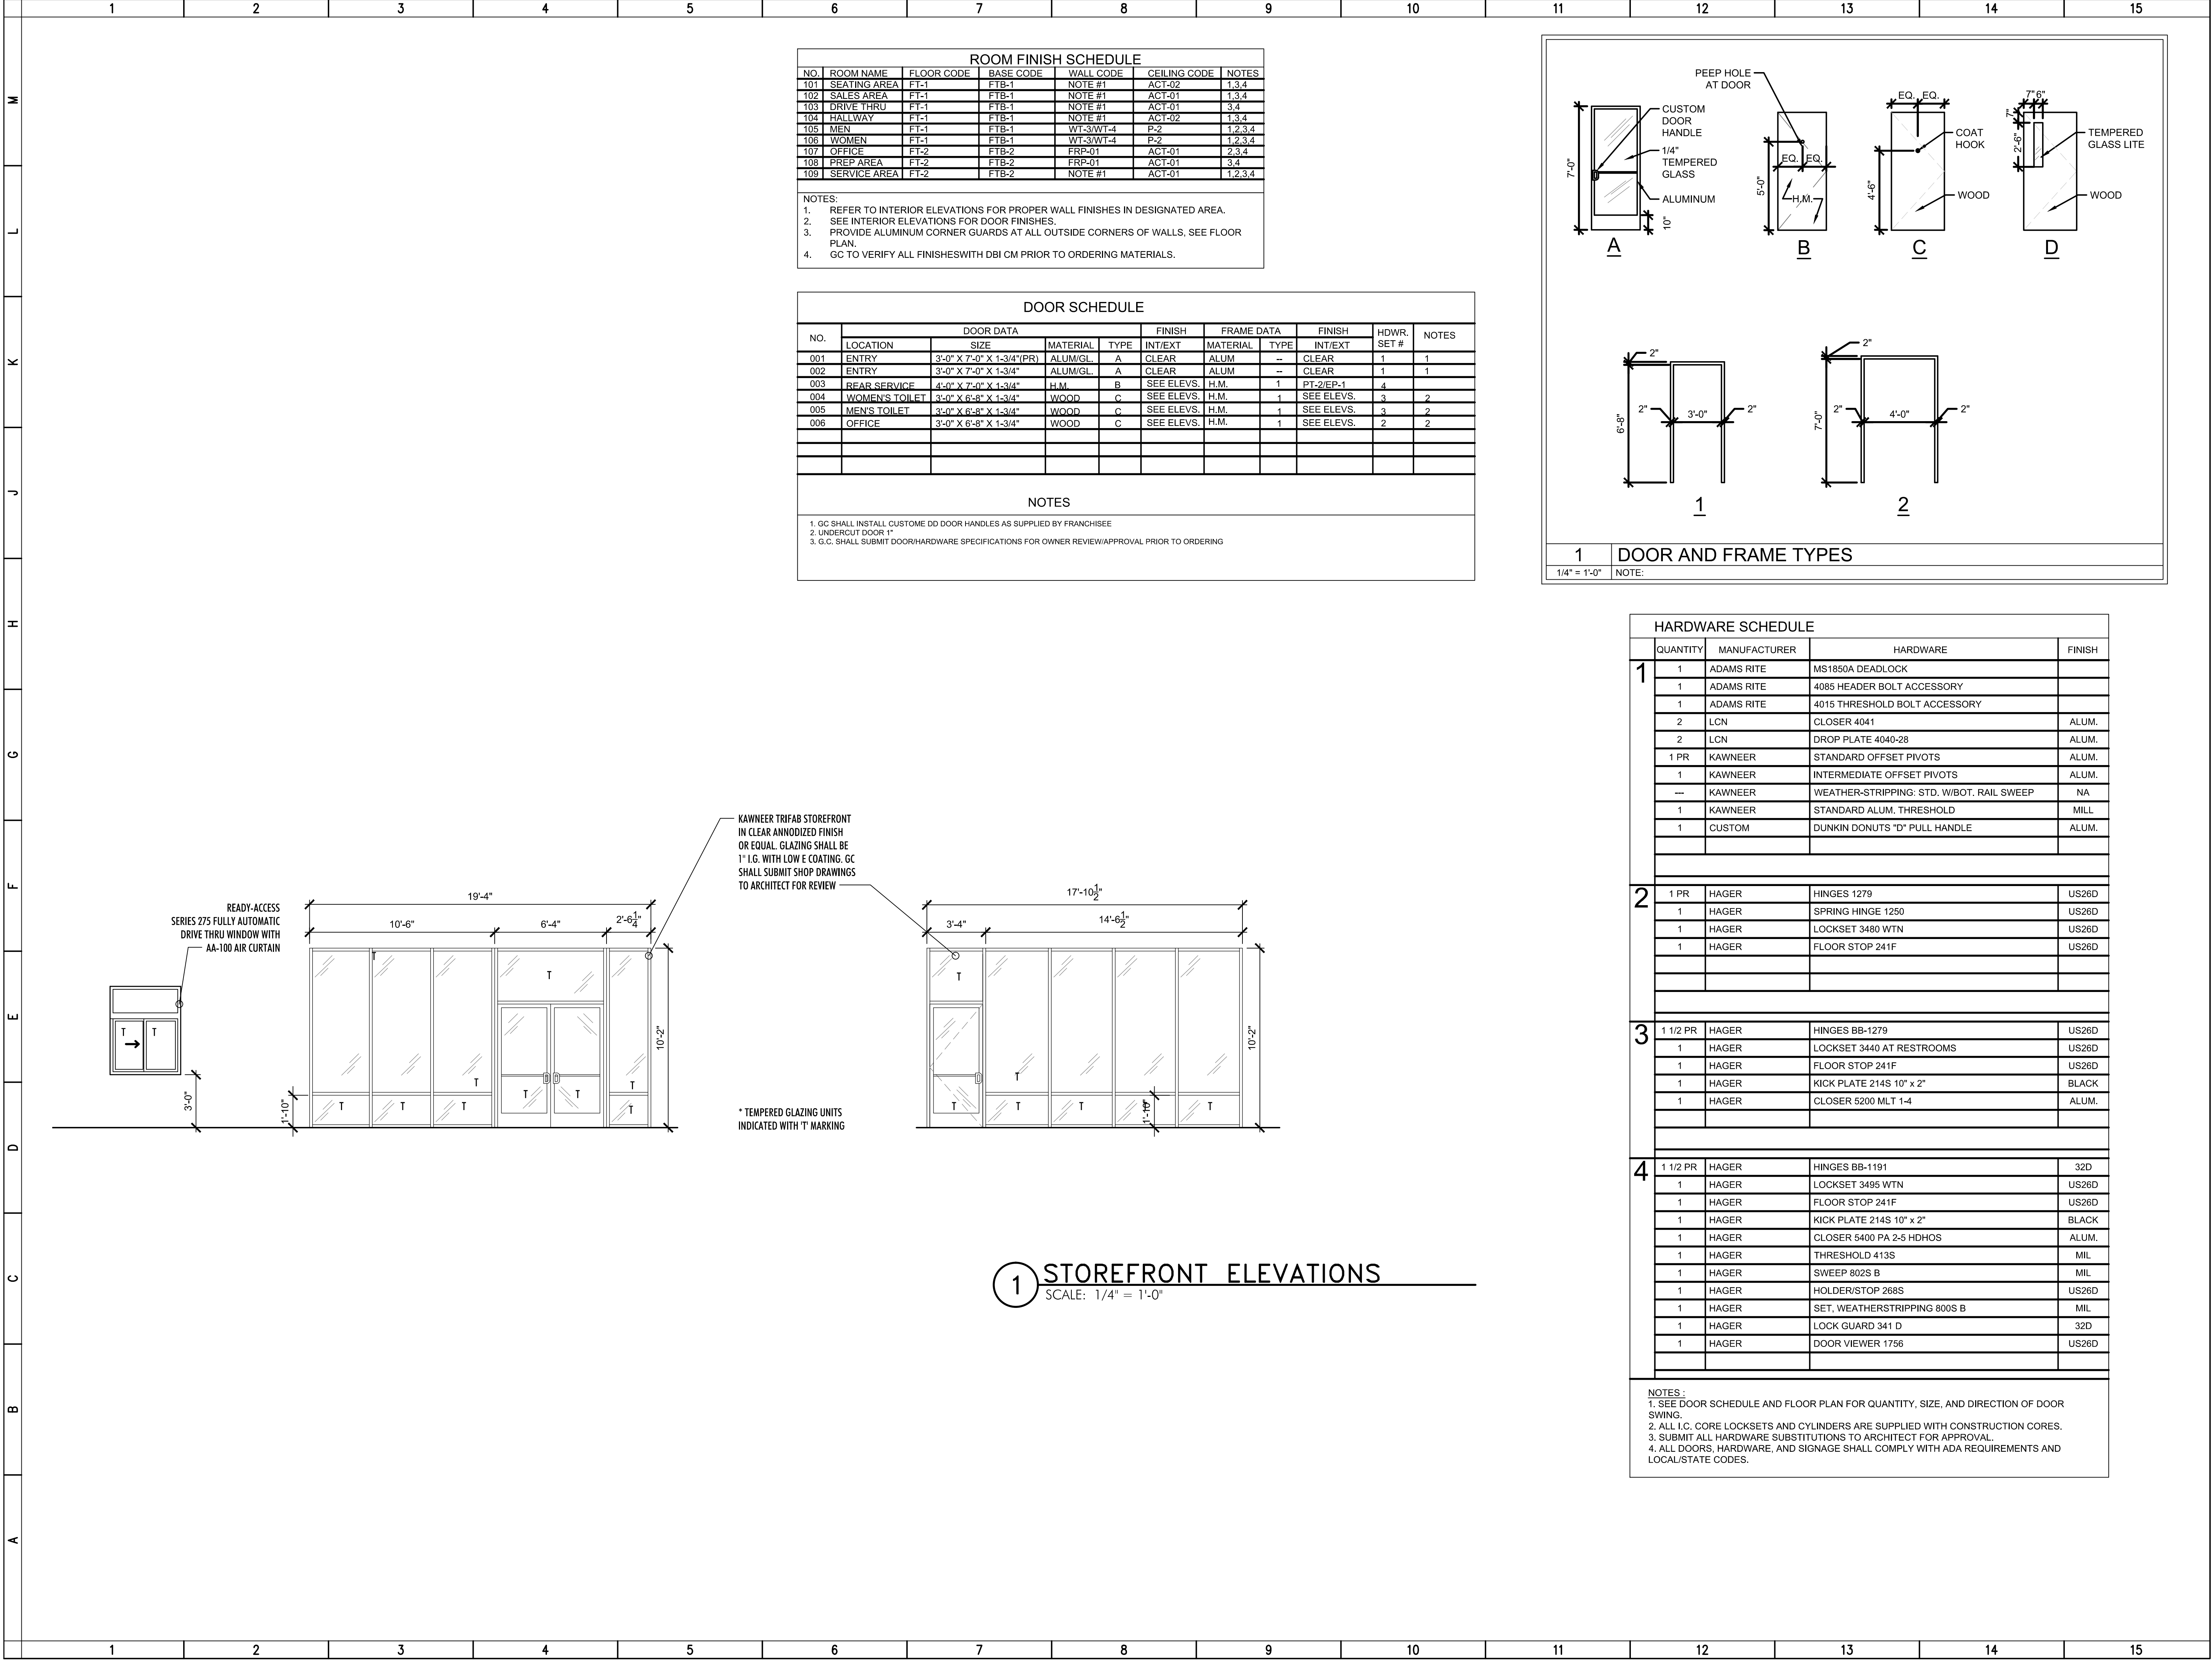 1 2 3 4 5 6 7 8 9 10 11 12 13 14 15
M
L
K
J
H
G
F
E
D
C
B
A
ROOM FINISH SCHEDULE
NO. ROOM NAME FLOOR CODE BASE CODE WALL CODE CEILING CODE NOTES
101 SEATING AREA FT-1 FTB-1 NOTE #1 ACT-02 1,3,4
102 SALES AREA FT-1 FTB-1 NOTE #1 ACT-01 1,3,4
103 DRIVE THRU FT-1 FTB-1 NOTE #1 ACT-01 3,4
104 HALLWAY FT-1 FTB-1 NOTE #1 ACT-02 1,3,4
105 MEN FT-1 FTB-1 WT-3/WT-4 P-2 1,2,3,4
106 WOMEN FT-1 FTB-1 WT-3/WT-4 P-2 1,2,3,4
107 OFFICE FT-2 FTB-2 FRP-01 ACT-01 2,3,4
108 PREP AREA FT-2 FTB-2 FRP-01 ACT-01 3,4
109 SERVICE AREA FT-2 FTB-2 NOTE #1 ACT-01 1,2,3,4
NOTES:
1. REFER TO INTERIOR ELEVATIONS FOR PROPER WALL FINISHES IN DESIGNATED AREA.
2. SEE INTERIOR ELEVATIONS FOR DOOR FINISHES.
3. PROVIDE ALUMINUM CORNER GUARDS AT ALL OUTSIDE CORNERS OF WALLS, SEE FLOOR
PLAN.
4. GC TO VERIFY ALL FINISHESWITH DBI CM PRIOR TO ORDERING MATERIALS.
DOOR SCHEDULE
NO. DOOR DATA FINISH FRAME DATA FINISH HDWR. SET # NOTES
LOCATION SIZE MATERIAL TYPE INT/EXT MATERIAL TYPE INT/EXT
001 ENTRY 3'-0" X 7'-0" X 1-3/4"(PR) ALUM/GL. A CLEAR ALUM -- CLEAR 1 1
002 ENTRY 3'-0" X 7'-0" X 1-3/4" ALUM/GL. A CLEAR ALUM -- CLEAR 1 1
003 REAR SERVICE 4'-0" X 7'-0" X 1-3/4" H.M. B SEE ELEVS. H.M. 1 PT-2/EP-1 4
004 WOMEN'S TOILET 3'-0" X 6'-8" X 1-3/4" WOOD C SEE ELEVS. H.M. 1 SEE ELEVS. 3 2
005 MEN'S TOILET 3'-0" X 6'-8" X 1-3/4" WOOD C SEE ELEVS. H.M. 1 SEE ELEVS. 3 2
006 OFFICE 3'-0" X 6'-8" X 1-3/4" WOOD C SEE ELEVS. H.M. 1 SEE ELEVS. 2 2
NOTES
1. GC SHALL INSTALL CUSTOME DD DOOR HANDLES AS SUPPLIED BY FRANCHISEE
2. UNDERCUT DOOR 1"
3. G.C. SHALL SUBMIT DOOR/HARDWARE SPECIFICATIONS FOR OWNER REVIEW/APPROVAL PRIOR TO ORDERING
7'-0"
CUSTOM
DOOR
HANDLE
1/4"
TEMPERED
GLASS
ALUMINUM
10"
A
PEEP HOLE
AT DOOR
EQ. EQ.
5'-0"
H.M.
B
EQ. EQ.
COAT
HOOK
4'-6"
WOOD
C
7" 6"
7"
2'-6"
TEMPERED
GLASS LITE
WOOD
D
2"
2" 3'-0" 2"
6'-8"
1
2"
2" 4'-0" 2"
7'-0"
2
1 DOOR AND FRAME TYPES
1/4" = 1'-0" NOTE:
HARDWARE SCHEDULE
QUANTITY MANUFACTURER HARDWARE FINISH
1
1 ADAMS RITE MS1850A DEADLOCK
1 ADAMS RITE 4085 HEADER BOLT ACCESSORY
1 ADAMS RITE 4015 THRESHOLD BOLT ACCESSORY
2 LCN CLOSER 4041 ALUM.
2 LCN DROP PLATE 4040-28 ALUM.
1 PR KAWNEER STANDARD OFFSET PIVOTS ALUM.
1 KAWNEER INTERMEDIATE OFFSET PIVOTS ALUM.
--- KAWNEER WEATHER-STRIPPING: STD. W/BOT. RAIL SWEEP NA
1 KAWNEER STANDARD ALUM. THRESHOLD MILL
1 CUSTOM DUNKIN DONUTS "D" PULL HANDLE ALUM.
2
1 PR HAGER HINGES 1279 US26D
1 HAGER SPRING HINGE 1250 US26D
1 HAGER LOCKSET 3480 WTN US26D
1 HAGER FLOOR STOP 241F US26D
3
1 1/2 PR HAGER HINGES BB-1279 US26D
1 HAGER LOCKSET 3440 AT RESTROOMS US26D
1 HAGER FLOOR STOP 241F US26D
1 HAGER KICK PLATE 214S 10" x 2" BLACK
1 HAGER CLOSER 5200 MLT 1-4 ALUM.
4
1 1/2 PR HAGER HINGES BB-1191 32D
1 HAGER LOCKSET 3495 WTN US26D
1 HAGER FLOOR STOP 241F US26D
1 HAGER KICK PLATE 214S 10" x 2" BLACK
1 HAGER CLOSER 5400 PA 2-5 HDHOS ALUM.
1 HAGER THRESHOLD 413S MIL
1 HAGER SWEEP 802S B MIL
1 HAGER HOLDER/STOP 268S US26D
1 HAGER SET, WEATHERSTRIPPING 800S B MIL
1 HAGER LOCK GUARD 341 D 32D
1 HAGER DOOR VIEWER 1756 US26D
NOTES :
1. SEE DOOR SCHEDULE AND FLOOR PLAN FOR QUANTITY, SIZE, AND DIRECTION OF DOOR
SWING.
2. ALL I.C. CORE LOCKSETS AND CYLINDERS ARE SUPPLIED WITH CONSTRUCTION CORES.
3. SUBMIT ALL HARDWARE SUBSTITUTIONS TO ARCHITECT FOR APPROVAL.
4. ALL DOORS, HARDWARE, AND SIGNAGE SHALL COMPLY WITH ADA REQUIREMENTS AND
LOCAL/STATE CODES.
KAWNEER TRIFAB STOREFRONT
IN CLEAR ANNODIZED FINISH
OR EQUAL. GLAZING SHALL BE
1" I.G. WITH LOW E COATING. GC
SHALL SUBMIT SHOP DRAWINGS
TO ARCHITECT FOR REVIEW
READY-ACCESS
SERIES 275 FULLY AUTOMATIC
DRIVE THRU WINDOW WITH
AA-100 AIR CURTAIN
T T
3'-0"
19'-4"
10'-6" 6'-4" 2'-6 1/4"
T
T
T
T
T T T T T T
10'-2"
1'-10"
* TEMPERED GLAZING UNITS
INDICATED WITH 'T' MARKING
17'-10 1/2"
3'-4" 14'-6 1/2"
T
T
T T T T
10'-2"
1'-10"
1 STOREFRONT ELEVATIONS
SCALE: 1/4" = 1'-0"
1 2 3 4 5 6 7 8 9 10 11 12 13 14 15